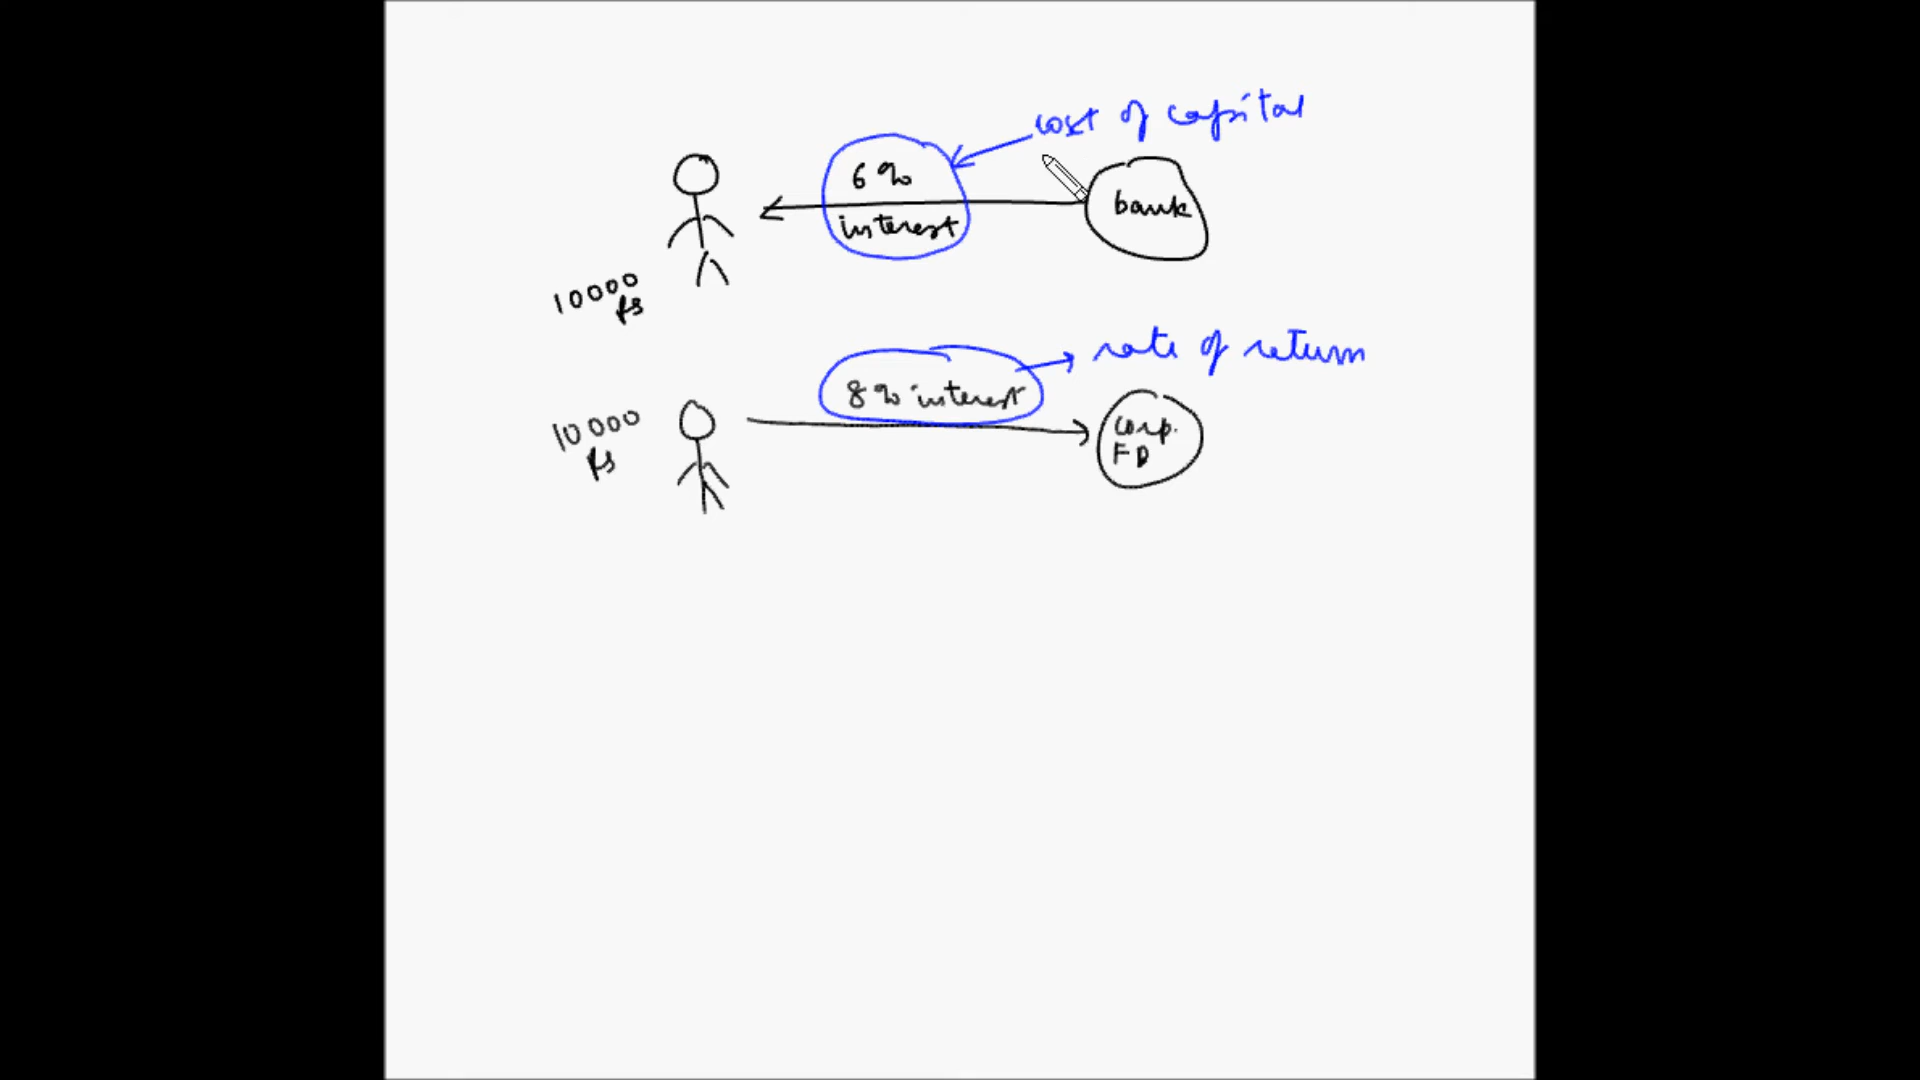 cost of capital
6%
interest
bank
10000
Rs
rate of return
8% interest
10000
Rs
corp.
FD